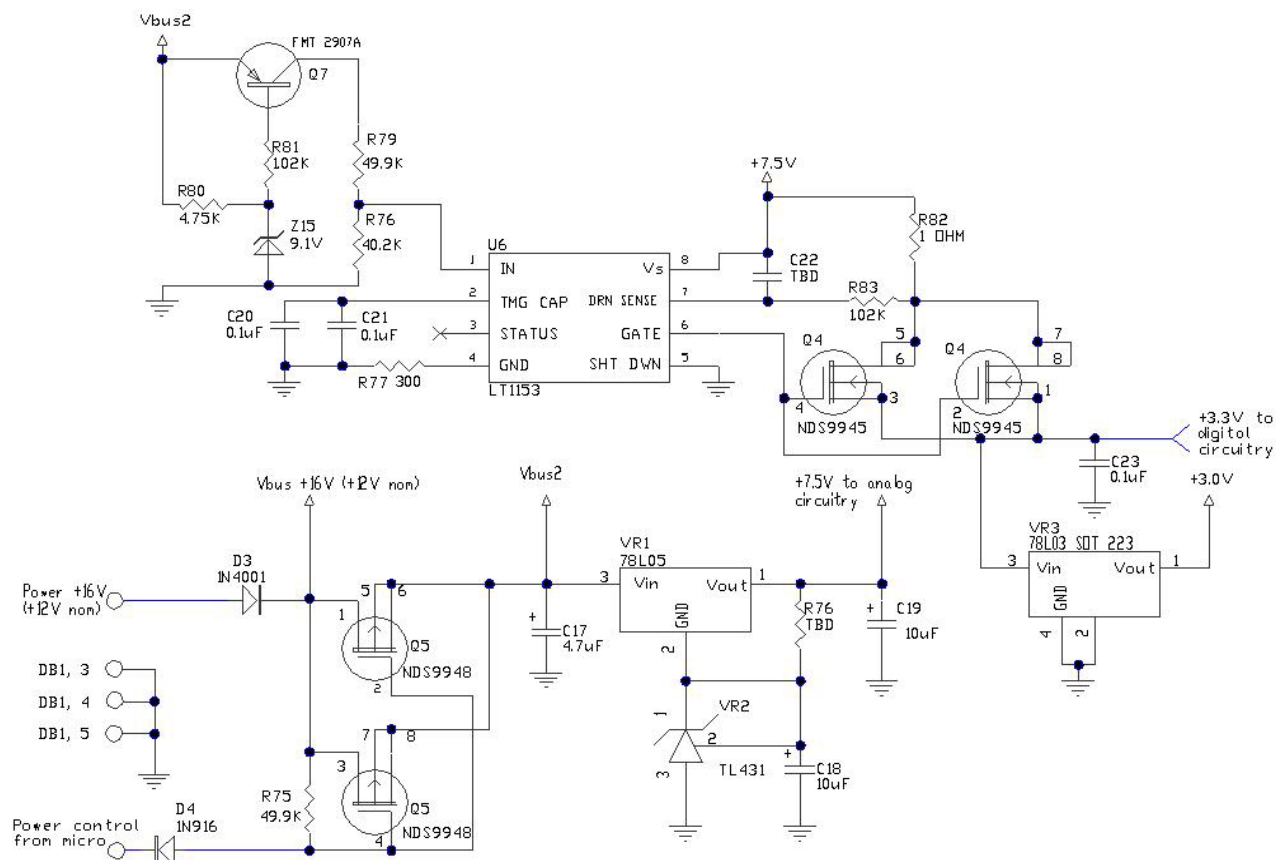 Vbus2
FMT 2907A
Q7
R81
102K
R79
49.9K
R80
4.75K
Z15
9.1V
R76
40.2K
+7.5V
R82
1 OHM
U6
C22
TBD
1
IN
Vs
8
2
TMG CAP
DRN SENSE
7
R83
102K
C20
0.1uF
C21
0.1uF
3
STATUS
GATE
6
4
GND
SHT DWN
5
R77 300
LT1153
Q4
5
6
4
3
NDS9945
Q4
7
8
2
1
NDS9945
+3.3V to
digital
circuitry
C23
0.1uF
+3.0V
Vbus +16V (+12V nom)
Vbus2
+7.5V to analog
circuitry
VR3
78L03 SOT 223
3
Vin
Vout
1
GND
4
2
D3
1N4001
Power +16V
(+12V nom)
5
6
1
Q5
NDS9948
2
C17
4.7uF
VR1
78L05
3
Vin
Vout
1
GND
2
R76
TBD
C19
10uF
+
+
DB1, 3
DB1, 4
DB1, 5
1
VR2
2
3
TL431
+
C18
10uF
7
8
3
R75
49.9K
Q5
NDS9948
4
D4
1N916
Power control
from micro